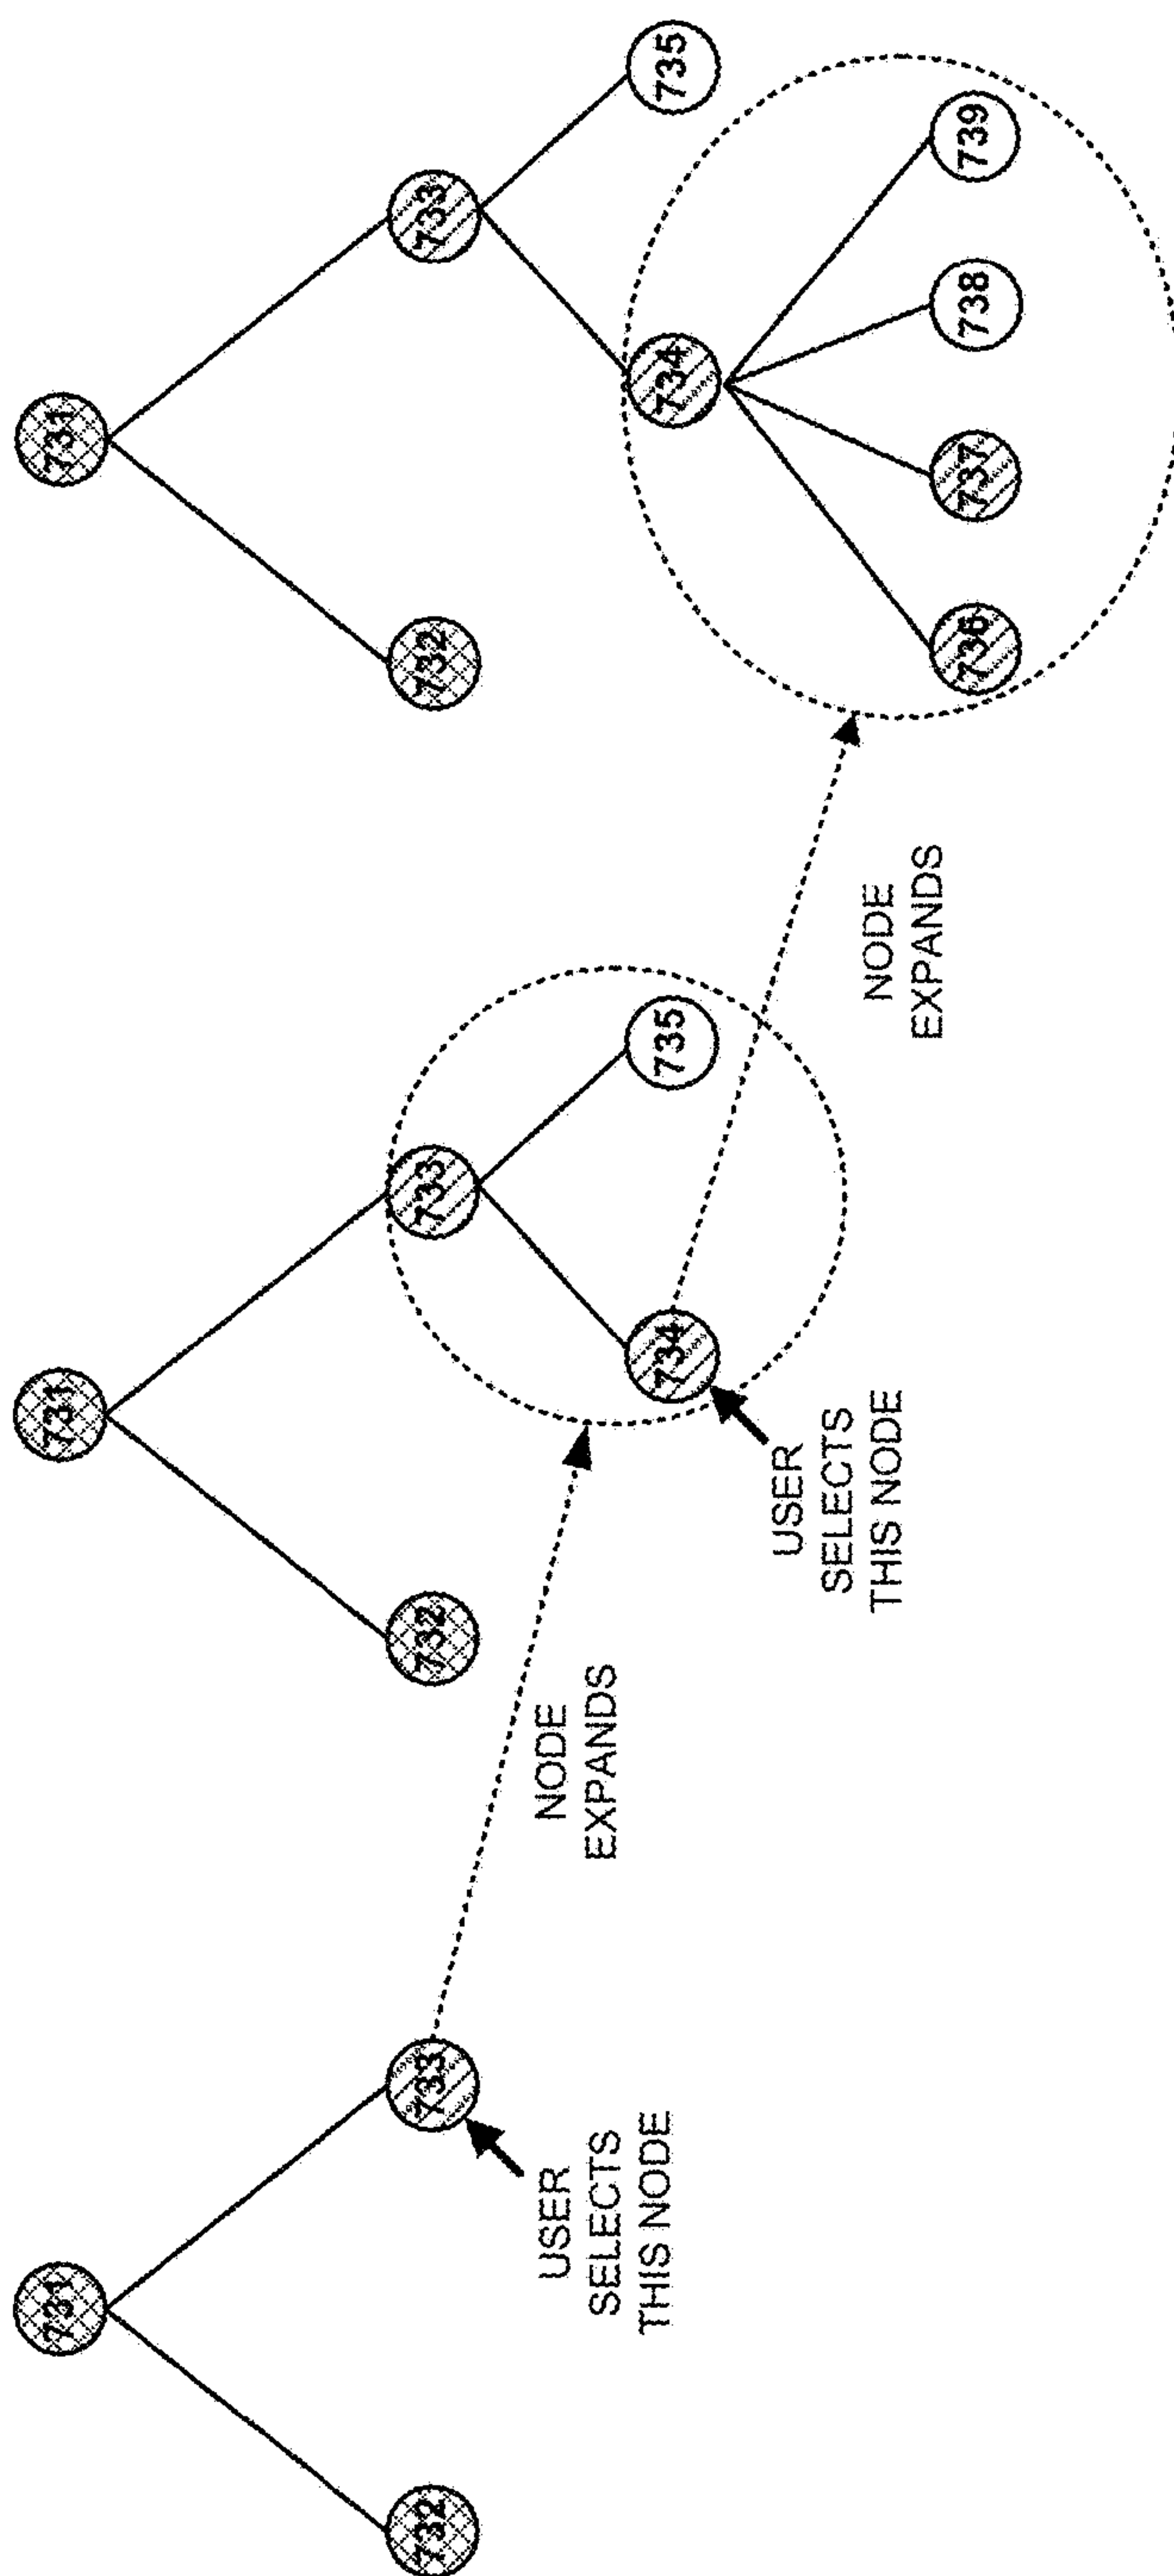 731
732
733
USER
SELECTS
THIS NODE
NODE
EXPANDS
731
732
733
734
735
USER
SELECTS
THIS NODE
NODE
EXPANDS
731
732
733
734
735
736
737
738
739